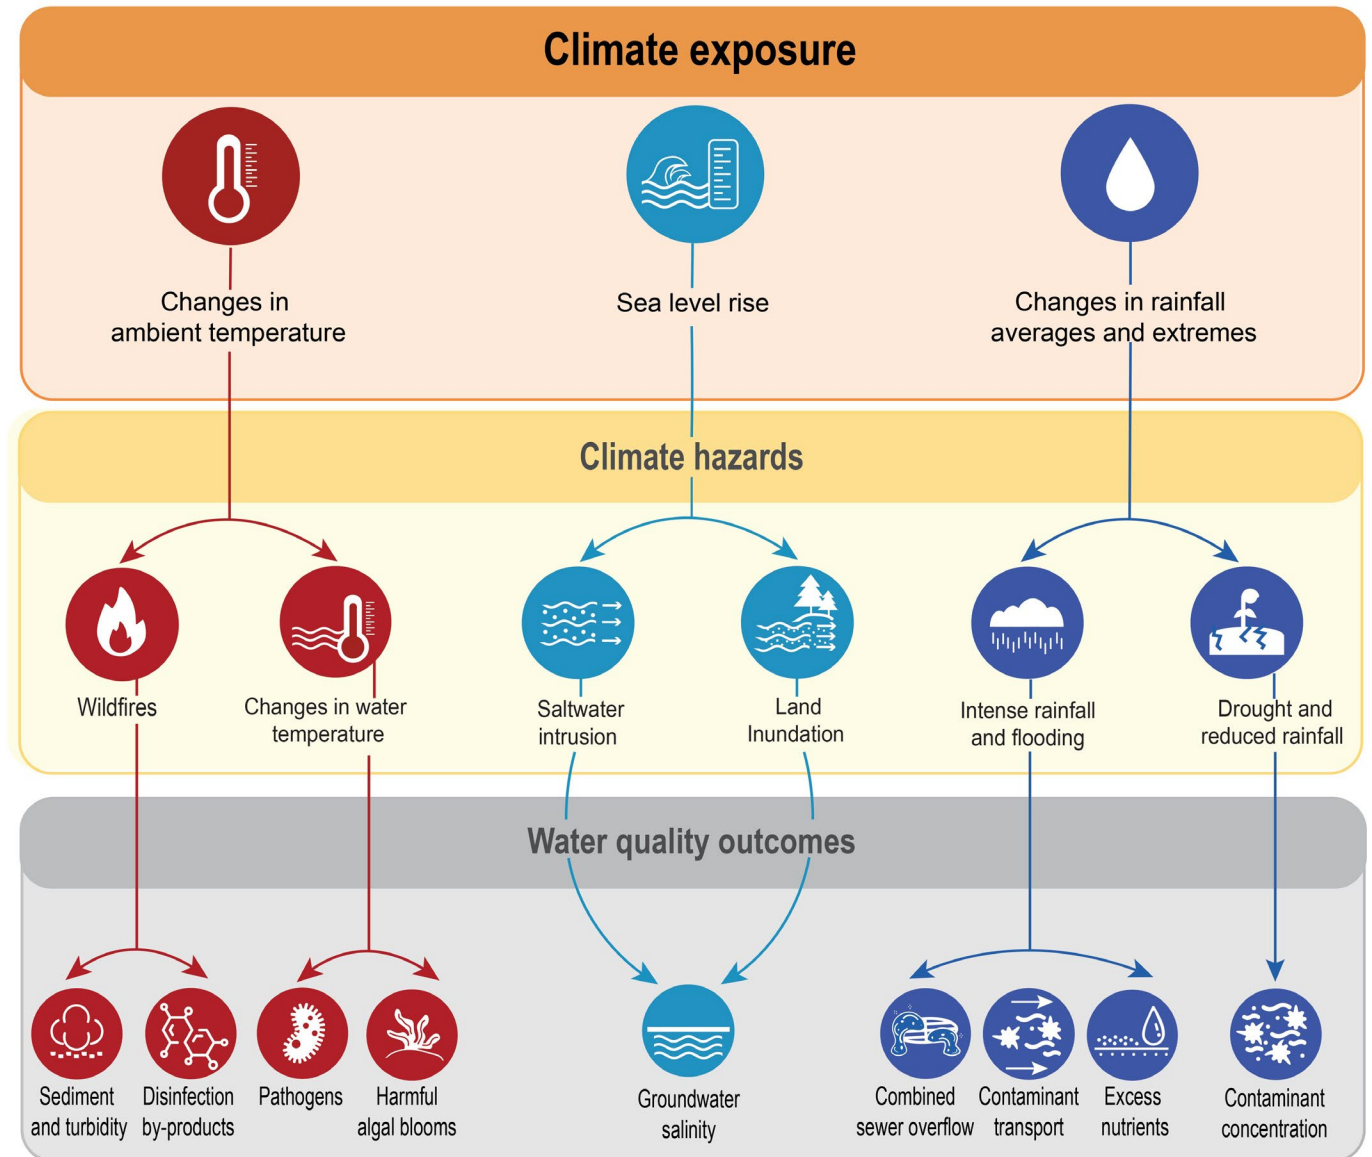 Climate exposure
Changes in
ambient temperature
Sea level rise
Changes in rainfall
averages and extremes
Climate hazards
Wildfires
Changes in water
temperature
Saltwater
intrusion
Land
Inundation
Intense rainfall
and flooding
Drought and
reduced rainfall
Water quality outcomes
Sediment
and turbidity
Disinfection
by-products
Pathogens
Harmful
algal blooms
Groundwater
salinity
Combined
sewer overflow
Contaminant
transport
Excess
nutrients
Contaminant
concentration